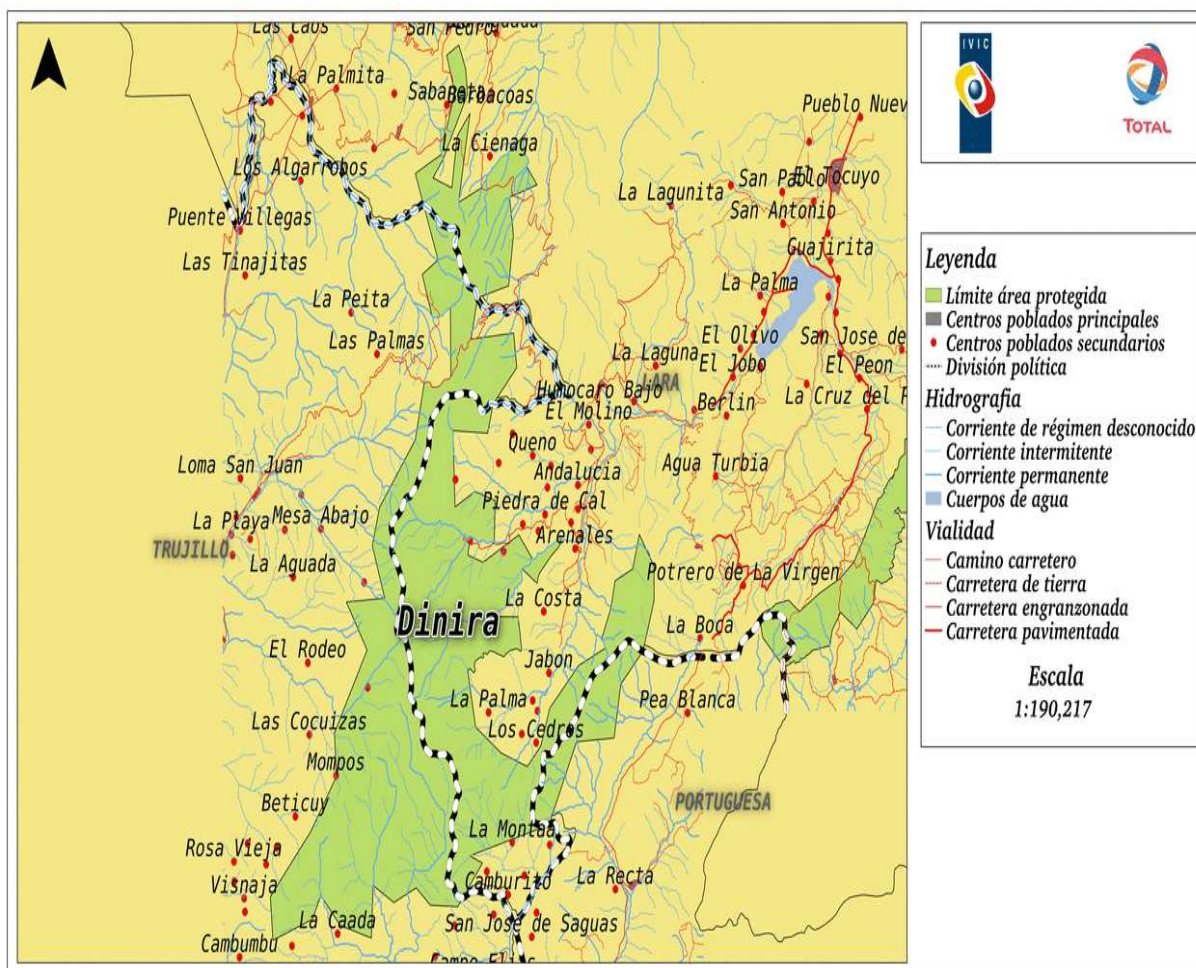 Las Caos
San Pedro
La Palmita
Sabaneta
Barbacoas
Pueblo Nuev
La Cienaga
Los Algarrobos
La Lagunita
San Pablo
El Tocuyo
San Antonio
Puente Villegas
Guajirita
Las Tinajitas
La Palma
La Peita
Las Palmas
La Laguna
El Olivo
San Jose de
El Jobo
El Peon
LARA
Humocaro Bajo
La Cruz del P
El Molino
Berlin
Queno
Andalucia
Agua Turbia
Loma San Juan
Piedra de Cal
La Playa
Mesa Abajo
Arenales
TRUJILLO
La Aguada
Potrero de La Virgen
La Costa
Dinira
La Boca
El Rodeo
Jabon
La Palma
Pea Blanca
Las Cocuizas
Los Cedros
Mompos
Beticuy
PORTUGUESA
La Montaa
Rosa Vieja
Visnaja
Camburito
La Recta
La Caada
San Jose de Saguas
Cambumbu
Campo Elias
IVIC
TOTAL
Leyenda
Límite área protegida
Centros poblados principales
Centros poblados secundarios
División política
Hidrografia
Corriente de régimen desconocido
Corriente intermitente
Corriente permanente
Cuerpos de agua
Vialidad
Camino carretero
Carretera de tierra
Carretera engranzonada
Carretera pavimentada
Escala
1:190,217